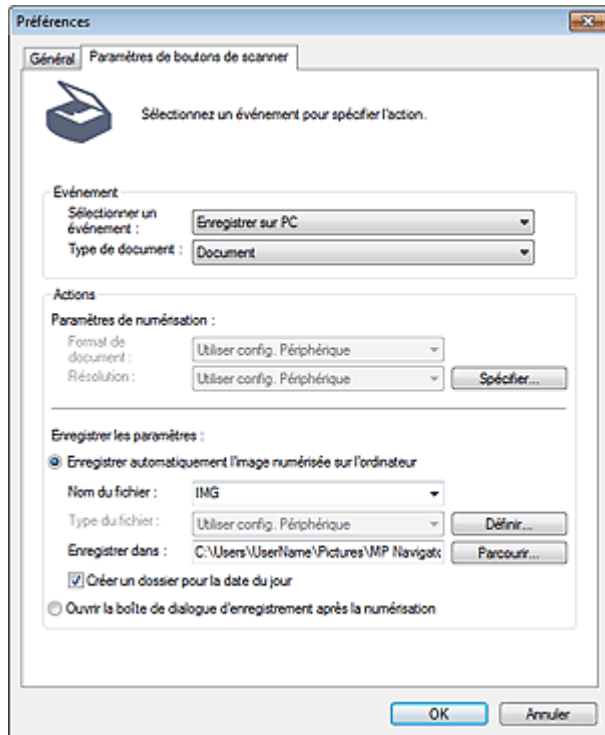 Préférences
Général Paramètres de boutons de scanner
Sélectionnez un événement pour spécifier l'action.
Evénement
Sélectionner un
événement :
Enregistrer sur PC
Type de document : Document
Actions
Paramètres de numérisation :
Format de
document :
Utiliser config. Périphérique
Résolution : Utiliser config. Périphérique Spécifier...
Enregistrer les paramètres :
Enregistrer automatiquement l'image numérisée sur l'ordinateur
Nom du fichier : IMG
Type du fichier : Utiliser config. Périphérique Définir...
Enregistrer dans : C:\Users\UserName\Pictures\MP Navigato Parcourir...
Créer un dossier pour la date du jour
Ouvrir la boîte de dialogue d'enregistrement après la numérisation
OK Annuler